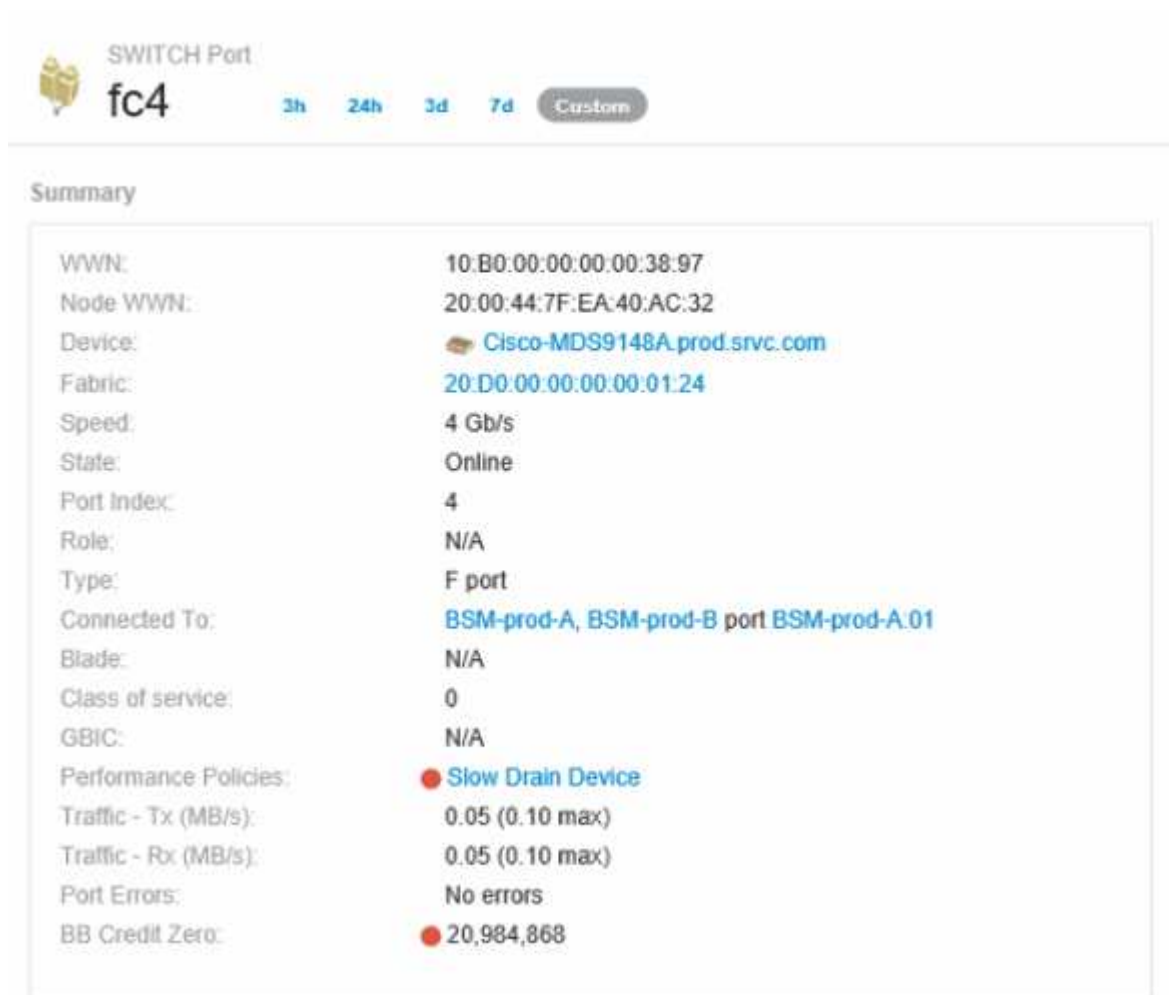 SWITCH Port
fc4 3h 24h 3d 7d Custom
Summary
WWN: 10:B0:00:00:00:00:38:97
Node WWN: 20:00:44:7F:EA:40:AC:32
Device: Cisco-MDS9148A.prod.srvc.com
Fabric: 20:D0:00:00:00:00:01:24
Speed: 4 Gb/s
State: Online
Port Index: 4
Role: N/A
Type: F port
Connected To: BSM-prod-A, BSM-prod-B port BSM-prod-A:01
Blade: N/A
Class of service: 0
GBIC: N/A
Performance Policies: Slow Drain Device
Traffic - Tx (MB/s): 0.05 (0.10 max)
Traffic - Rx (MB/s): 0.05 (0.10 max)
Port Errors: No errors
BB Credit Zero: 20,984,868